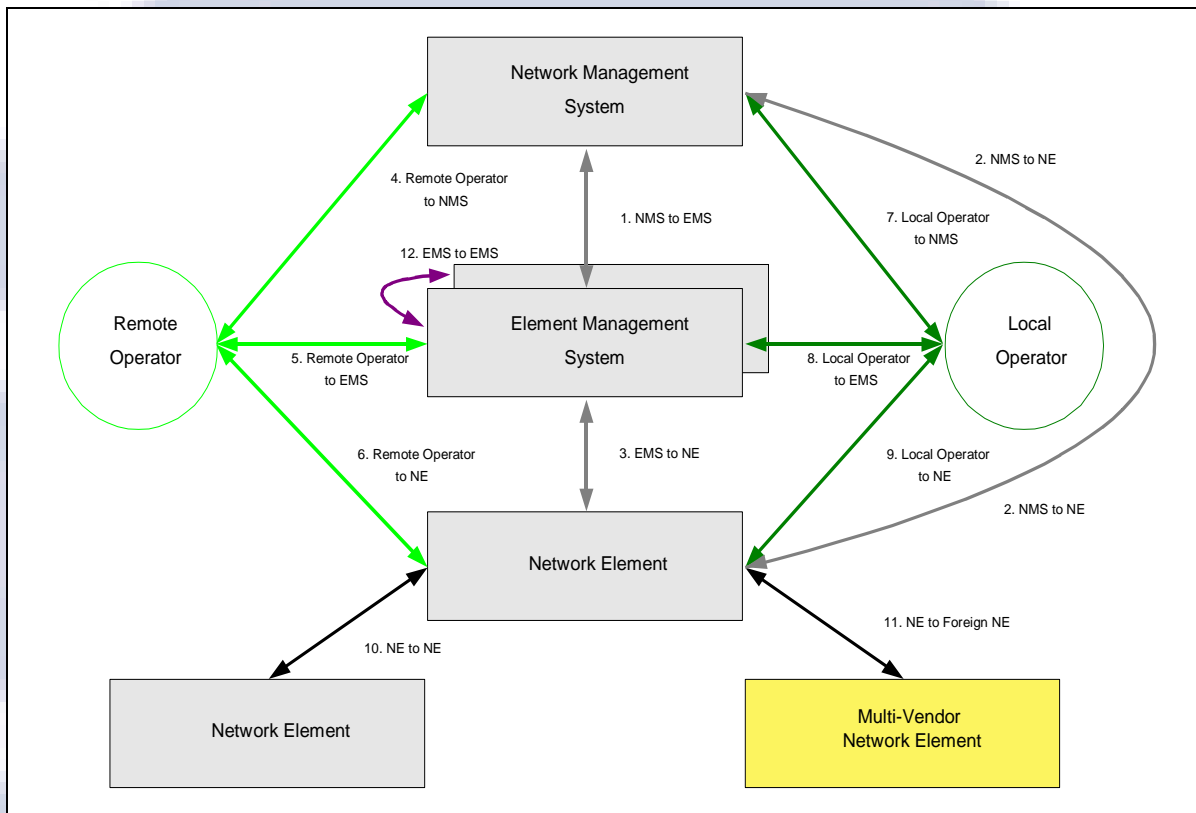 Network Management
System
2. NMS to NE
4. Remote Operator
to NMS
1. NMS to EMS
7. Local Operator
to NMS
12. EMS to EMS
Remote
Operator
Element Management
System
Local
Operator
5. Remote Operator
to EMS
8. Local Operator
to EMS
6. Remote Operator
to NE
3. EMS to NE
9. Local Operator
to NE
2. NMS to NE
Network Element
11. NE to Foreign NE
10. NE to NE
Network Element
Multi-Vendor
Network Element